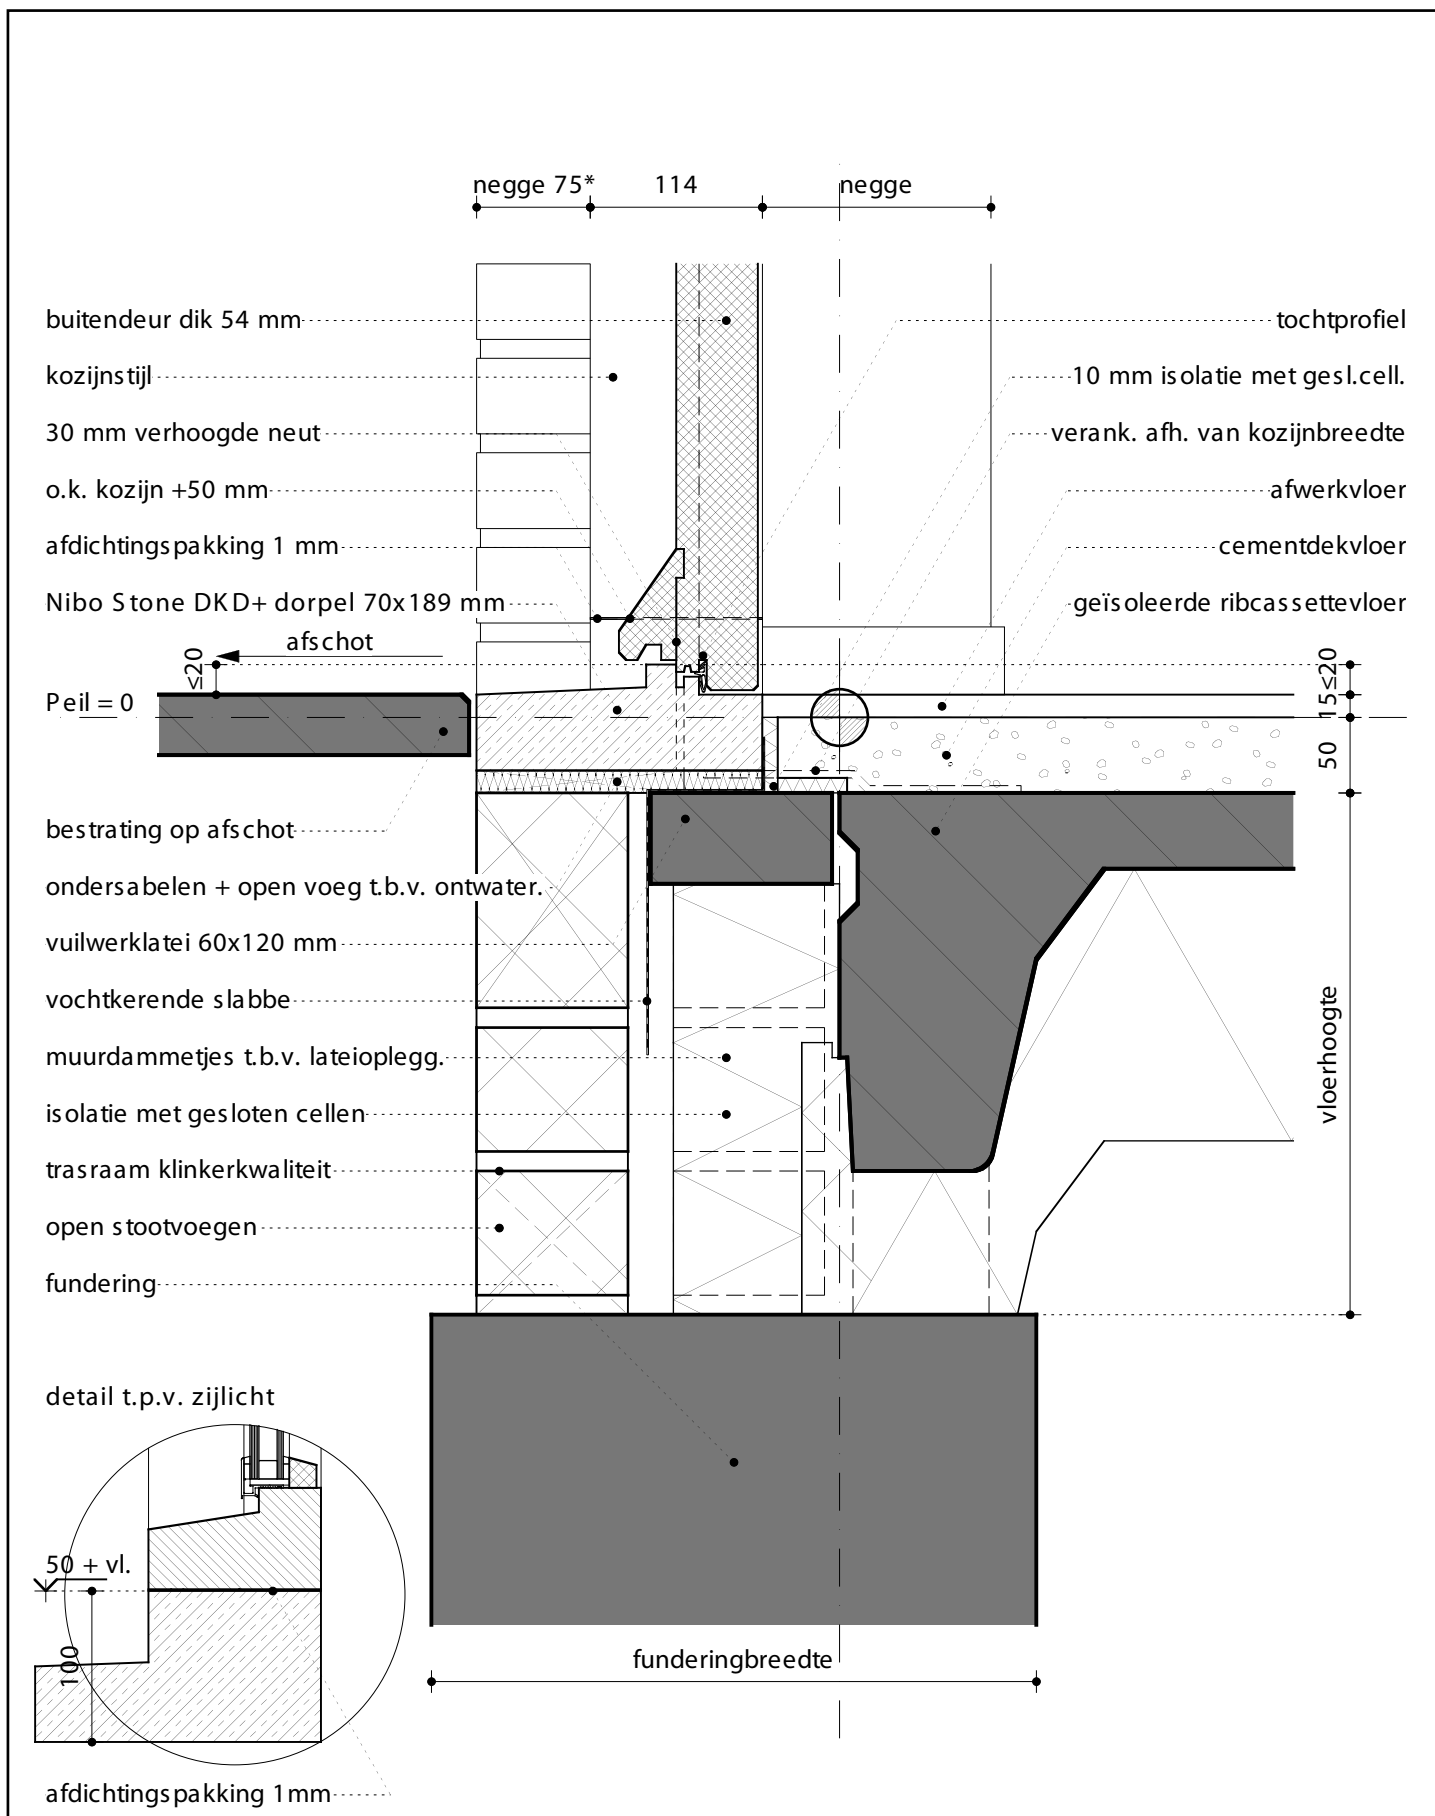 negge 75*
114
negge
buitendeur dik 54 mm
tochtprofiel
kozijnstijl
10 mm isolatie met gesl.cell.
30 mm verhoogde neut
verank. afh. van kozijnbreedte
o.k. kozijn +50 mm
afwerkvloer
afdichtingspakking 1 mm
cementdekvloer
Nibo Stone DKD+ dorpel 70x189 mm
geïsoleerde ribcassettevloer
afschot
≤20
≤20
Peil = 0
15
50
bestrating op afschot
ondersabelen + open voeg t.b.v. ontwater.
vuilwerklatei 60x120 mm
vochtkerende slabbe
muurdammetjes t.b.v. lateioplegg.
vloerhoogte
isolatie met gesloten cellen
trasraam klinkerkwaliteit
open stootvoegen
fundering
detail t.p.v. zijlicht
50 + vl.
100
funderingbreedte
afdichtingspakking 1mm